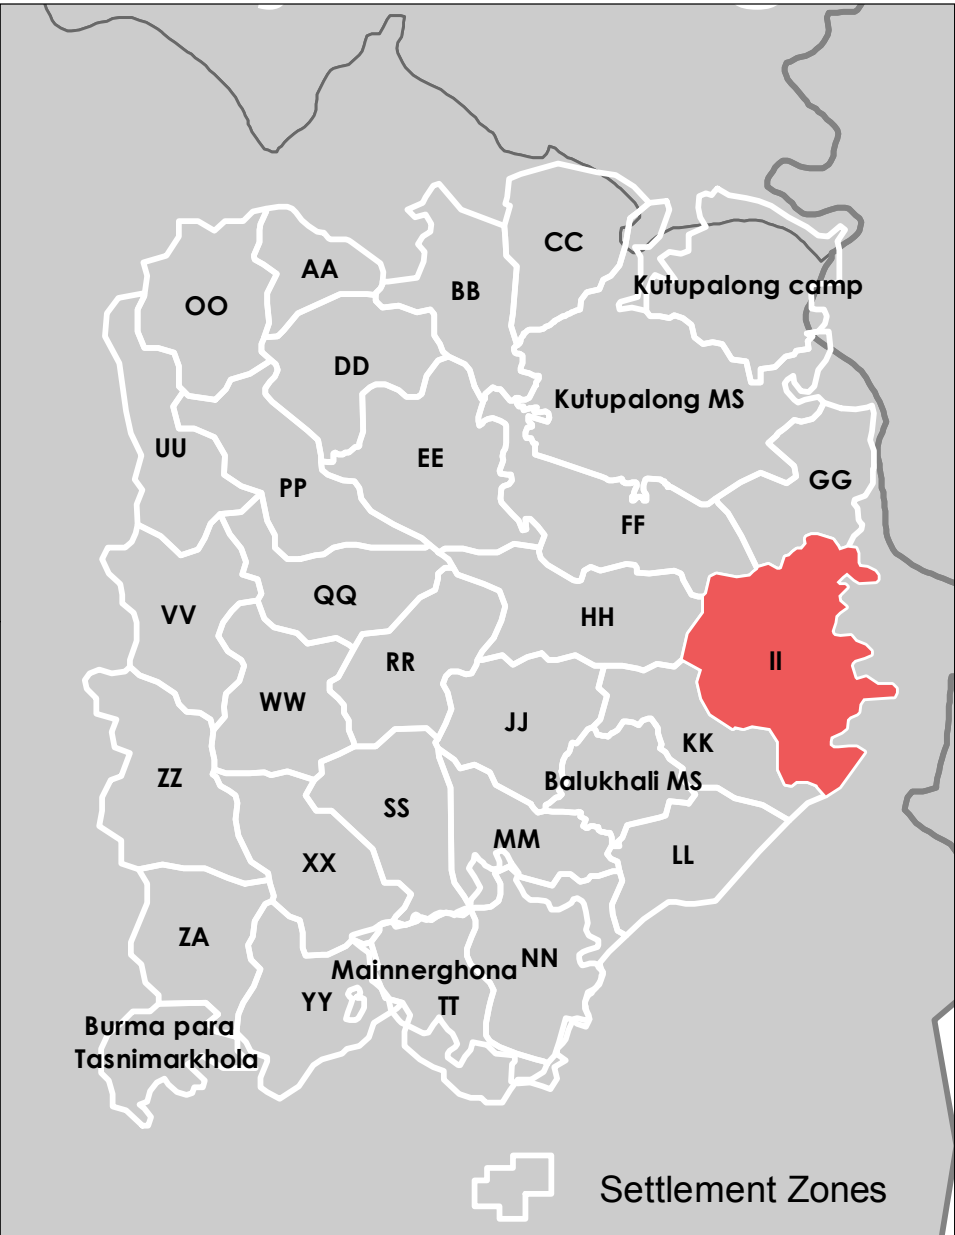 CC
AA
Kutupalong camp
BB
OO
DD
Kutupalong MS
UU
EE
GG
PP
FF
QQ
VV
HH
RR
II
WW
JJ
KK
ZZ
Balukhali MS
SS
MM
LL
XX
ZA
NN
Mainnerghona
YY
TT
Burma para
Tasnimarkhola
Settlement Zones